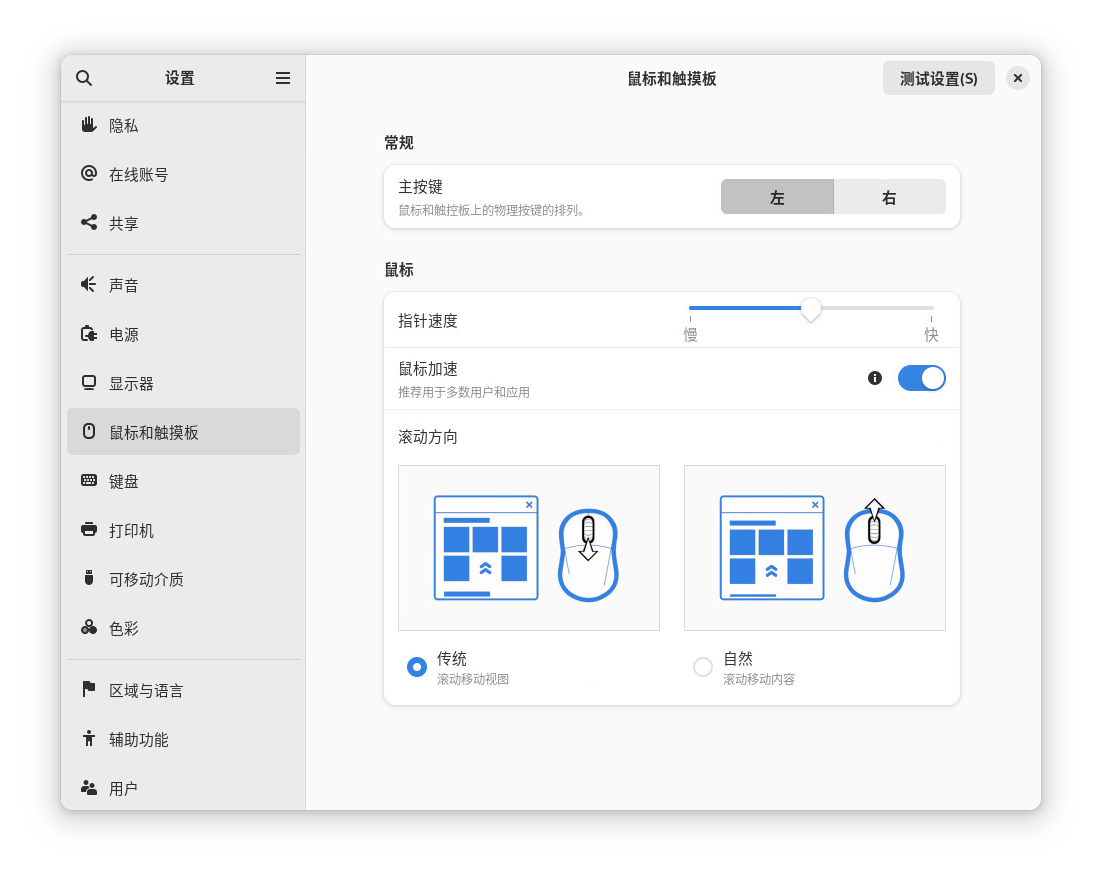 设置
隐私
在线账号
共享
声音
电源
显示器
鼠标和触摸板
键盘
打印机
可移动介质
色彩
区域与语言
辅助功能
用户
鼠标和触摸板
测试设置(S)
常规
主按键
鼠标和触控板上的物理按键的排列。
左
右
鼠标
指针速度
慢
快
鼠标加速
推荐用于多数用户和应用
滚动方向
传统
滚动移动视图
自然
滚动移动内容